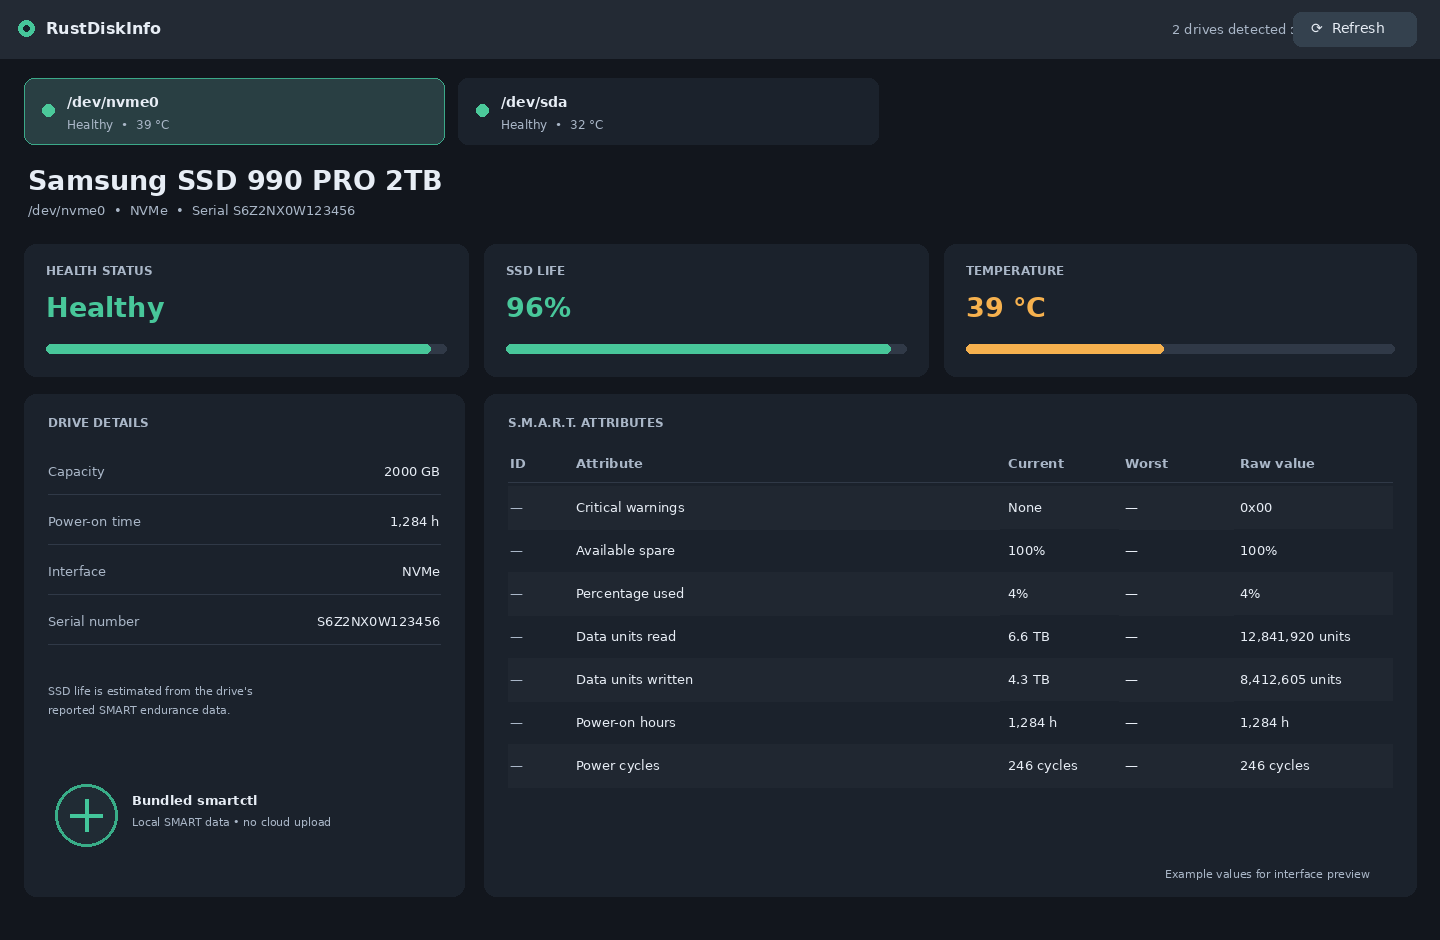 RustDiskInfo
2 drives detected :
⟳ Refresh
/dev/nvme0
Healthy • 39 °C
/dev/sda
Healthy • 32 °C
Samsung SSD 990 PRO 2TB
/dev/nvme0 • NVMe • Serial S6Z2NX0W123456
HEALTH STATUS
Healthy
SSD LIFE
96%
TEMPERATURE
39 °C
DRIVE DETAILS
Capacity 2000 GB
Power-on time 1,284 h
Interface NVMe
Serial number S6Z2NX0W123456
SSD life is estimated from the drive's
reported SMART endurance data.
Bundled smartctl
Local SMART data • no cloud upload
S.M.A.R.T. ATTRIBUTES
ID Attribute Current Worst Raw value
— Critical warnings None — 0x00
— Available spare 100% — 100%
— Percentage used 4% — 4%
— Data units read 6.6 TB — 12,841,920 units
— Data units written 4.3 TB — 8,412,605 units
— Power-on hours 1,284 h — 1,284 h
— Power cycles 246 cycles — 246 cycles
Example values for interface preview